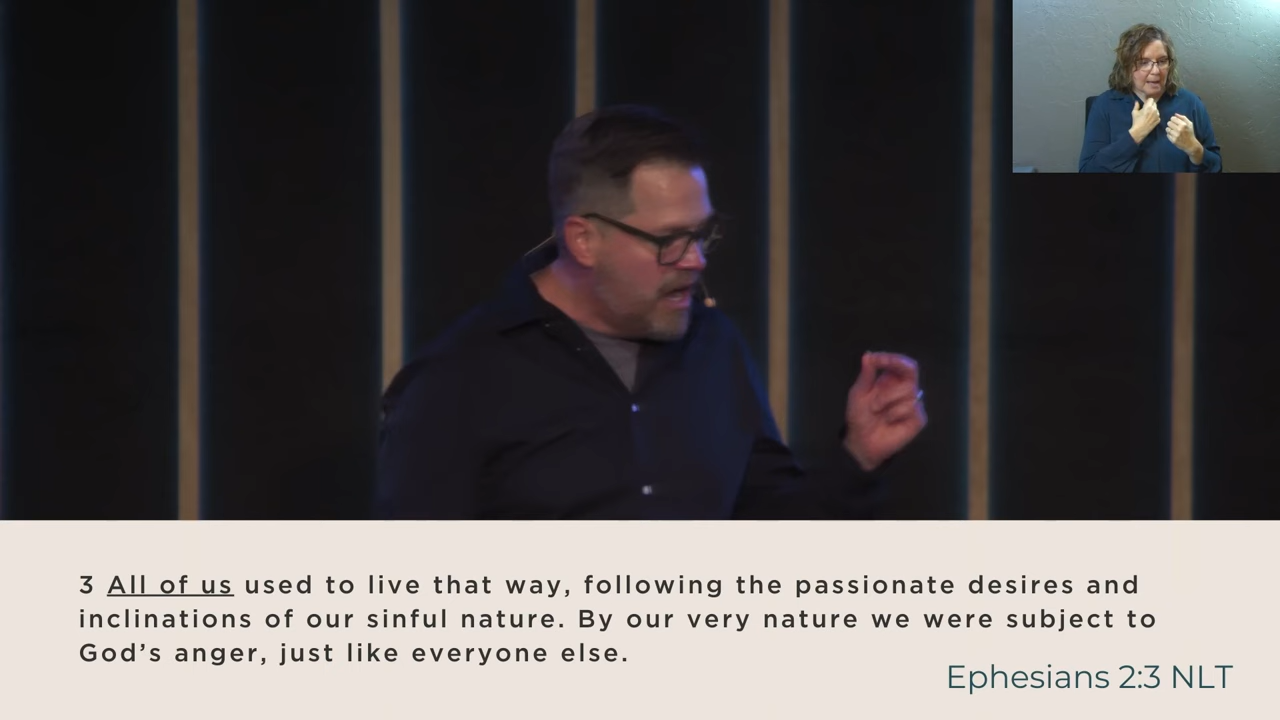 3 All of us used to live that way, following the passionate desires and
inclinations of our sinful nature. By our very nature we were subject to
God’s anger, just like everyone else.
Ephesians 2:3 NLT